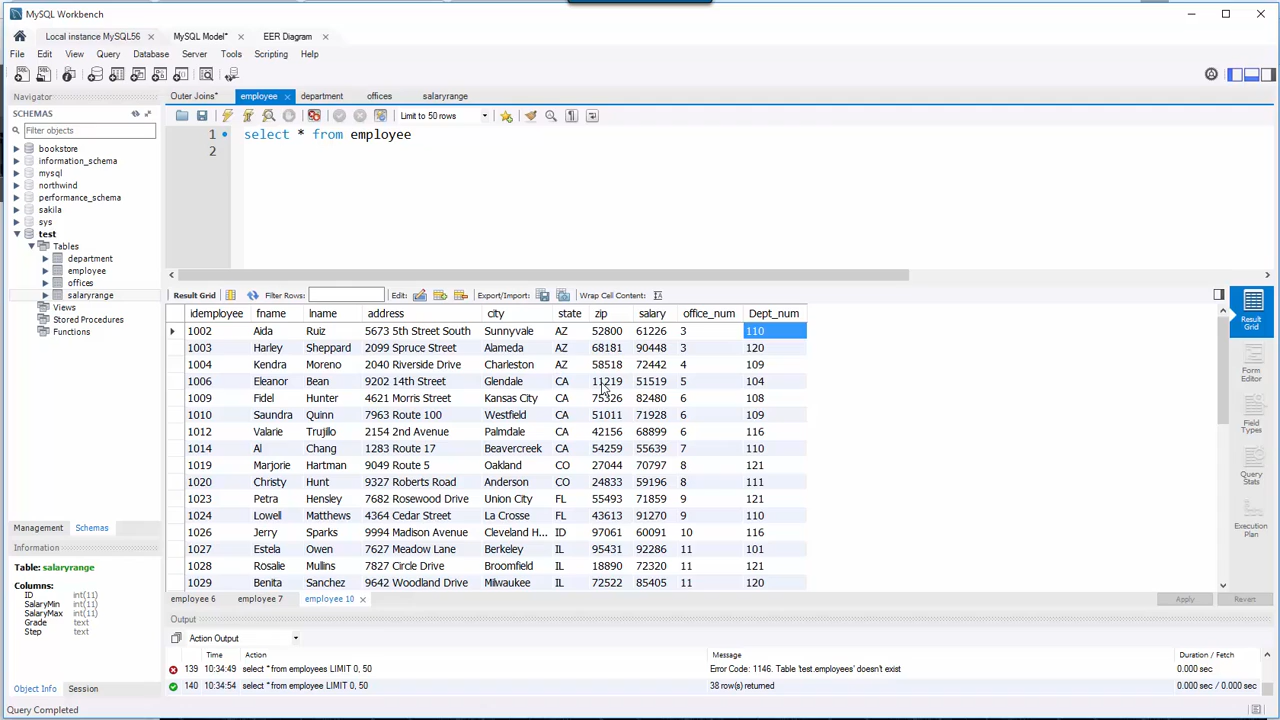 MySQL Workbench
Local instance MySQL56 MySQL Model* EER Diagram
File Edit View Query Database Server Tools Scripting Help
Navigator
SCHEMAS
Filter objects
bookstore
information_schema
mysql
northwind
performance_schema
sakila
sys
test
Tables
department
employee
offices
salaryrange
Views
Stored Procedures
Functions
Management Schemas
Information
Table: salaryrange
Columns:
ID int(11)
SalaryMin int(11)
SalaryMax int(11)
Grade text
Step text
Object Info Session
Outer Joins* employee department offices salaryrange
Limit to 50 rows
1 select * from employee
2
Result Grid Filter Rows: Edit: Export/Import: Wrap Cell Content:
idemployee fname lname address city state zip salary office_num Dept_num
1002 Aida Ruiz 5673 5th Street South Sunnyvale AZ 52800 61226 3 110
1003 Harley Sheppard 2099 Spruce Street Alameda AZ 68181 90448 3 120
1004 Kendra Moreno 2040 Riverside Drive Charleston AZ 58518 72442 4 109
1006 Eleanor Bean 9202 14th Street Glendale CA 11219 51519 5 104
1009 Fidel Hunter 4621 Morris Street Kansas City CA 75326 82480 6 108
1010 Saundra Quinn 7963 Route 100 Westfield 51011 71928 6 109
1012 Valarie Trujillo 2154 2nd Avenue Palmdale CA 42156 68899 6 116
1014 Al Chang 1283 Route 17 Beavercreek CA 54259 55639 7 110
1019 Marjorie Hartman 9049 Route 5 Oakland CO 27044 70797 8 121
1020 Christy Hunt 9327 Roberts Road Anderson CO 24833 59196 8 111
1023 Petra Hensley 7682 Rosewood Drive Union City FL 55493 71859 9 121
1024 Lowell Matthews 4364 Cedar Street La Crosse FL 43613 91270 9 110
1026 Jerry Sparks 9994 Madison Avenue Cleveland H... ID 97061 60091 10 116
1027 Estela Owen 7627 Meadow Lane Berkeley IL 95431 92286 11 101
1028 Rosalie Mullins 7827 Circle Drive Broomfield IL 18890 72320 11 121
1029 Benita Sanchez 9642 Woodland Drive Milwaukee IL 72522 85405 11 120
Result Grid
Form Editor
Field Types
Query Stats
Execution Plan
employee 6 employee 7 employee 10 Apply Revert
Output
Action Output
Time Action Message Duration / Fetch
139 10:34:49 select * from employees LIMIT 0, 50 Error Code: 1146. Table 'test.employees' doesn't exist 0.000 sec
140 10:34:54 select * from employee LIMIT 0, 50 38 row(s) returned 0.000 sec / 0.000 sec
Query Completed